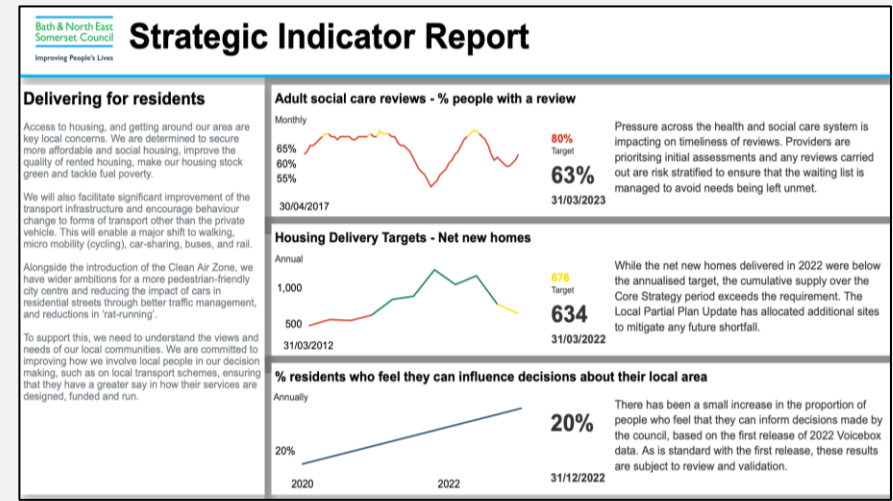 Bath & North East
Somerset Council
Improving People's Lives
Strategic Indicator Report
Delivering for residents
Access to housing, and getting around our area are
key local concerns. We are determined to secure
more affordable and social housing, improve the
quality of rented housing, make our housing stock
green and tackle fuel poverty.
We will also facilitate significant improvement of the
transport infrastructure and encourage behaviour
change to forms of transport other than the private
vehicle. This will enable a major shift to walking,
micro mobility (cycling), car-sharing, buses, and rail.
Alongside the introduction of the Clean Air Zone, we
have wider ambitions for a more pedestrian-friendly
city centre and reducing the impact of cars in
residential streets through better traffic management,
and reductions in 'rat-running'.
To support this, we need to understand the views and
needs of our local communities. We are committed to
improving how we involve local people in our decision
making, such as on local transport schemes, ensuring
that they have a greater say in how their services are
designed, funded and run.
Adult social care reviews - % people with a review
Monthly
65%
60%
55%
30/04/2017
80%
Target
63%
31/03/2023
Pressure across the health and social care system is
impacting on timeliness of reviews. Providers are
prioritsing initial assessments and any reviews carried
out are risk stratified to ensure that the waiting list is
managed to avoid needs being left unmet.
Housing Delivery Targets - Net new homes
Annual
1,000
500
31/03/2012
676
Target
634
31/03/2022
While the net new homes delivered in 2022 were below
the annualised target, the cumulative supply over the
Core Strategy period exceeds the requirement. The
Local Partial Plan Update has allocated additional sites
to mitigate any future shortfall.
% residents who feel they can influence decisions about their local area
Annually
20%
2020
2022
20%
31/12/2022
There has been a small increase in the proportion of
people who feel that they can inform decisions made by
the council, based on the first release of 2022 Voicebox
data. As is standard with the first release, these results
are subject to review and validation.